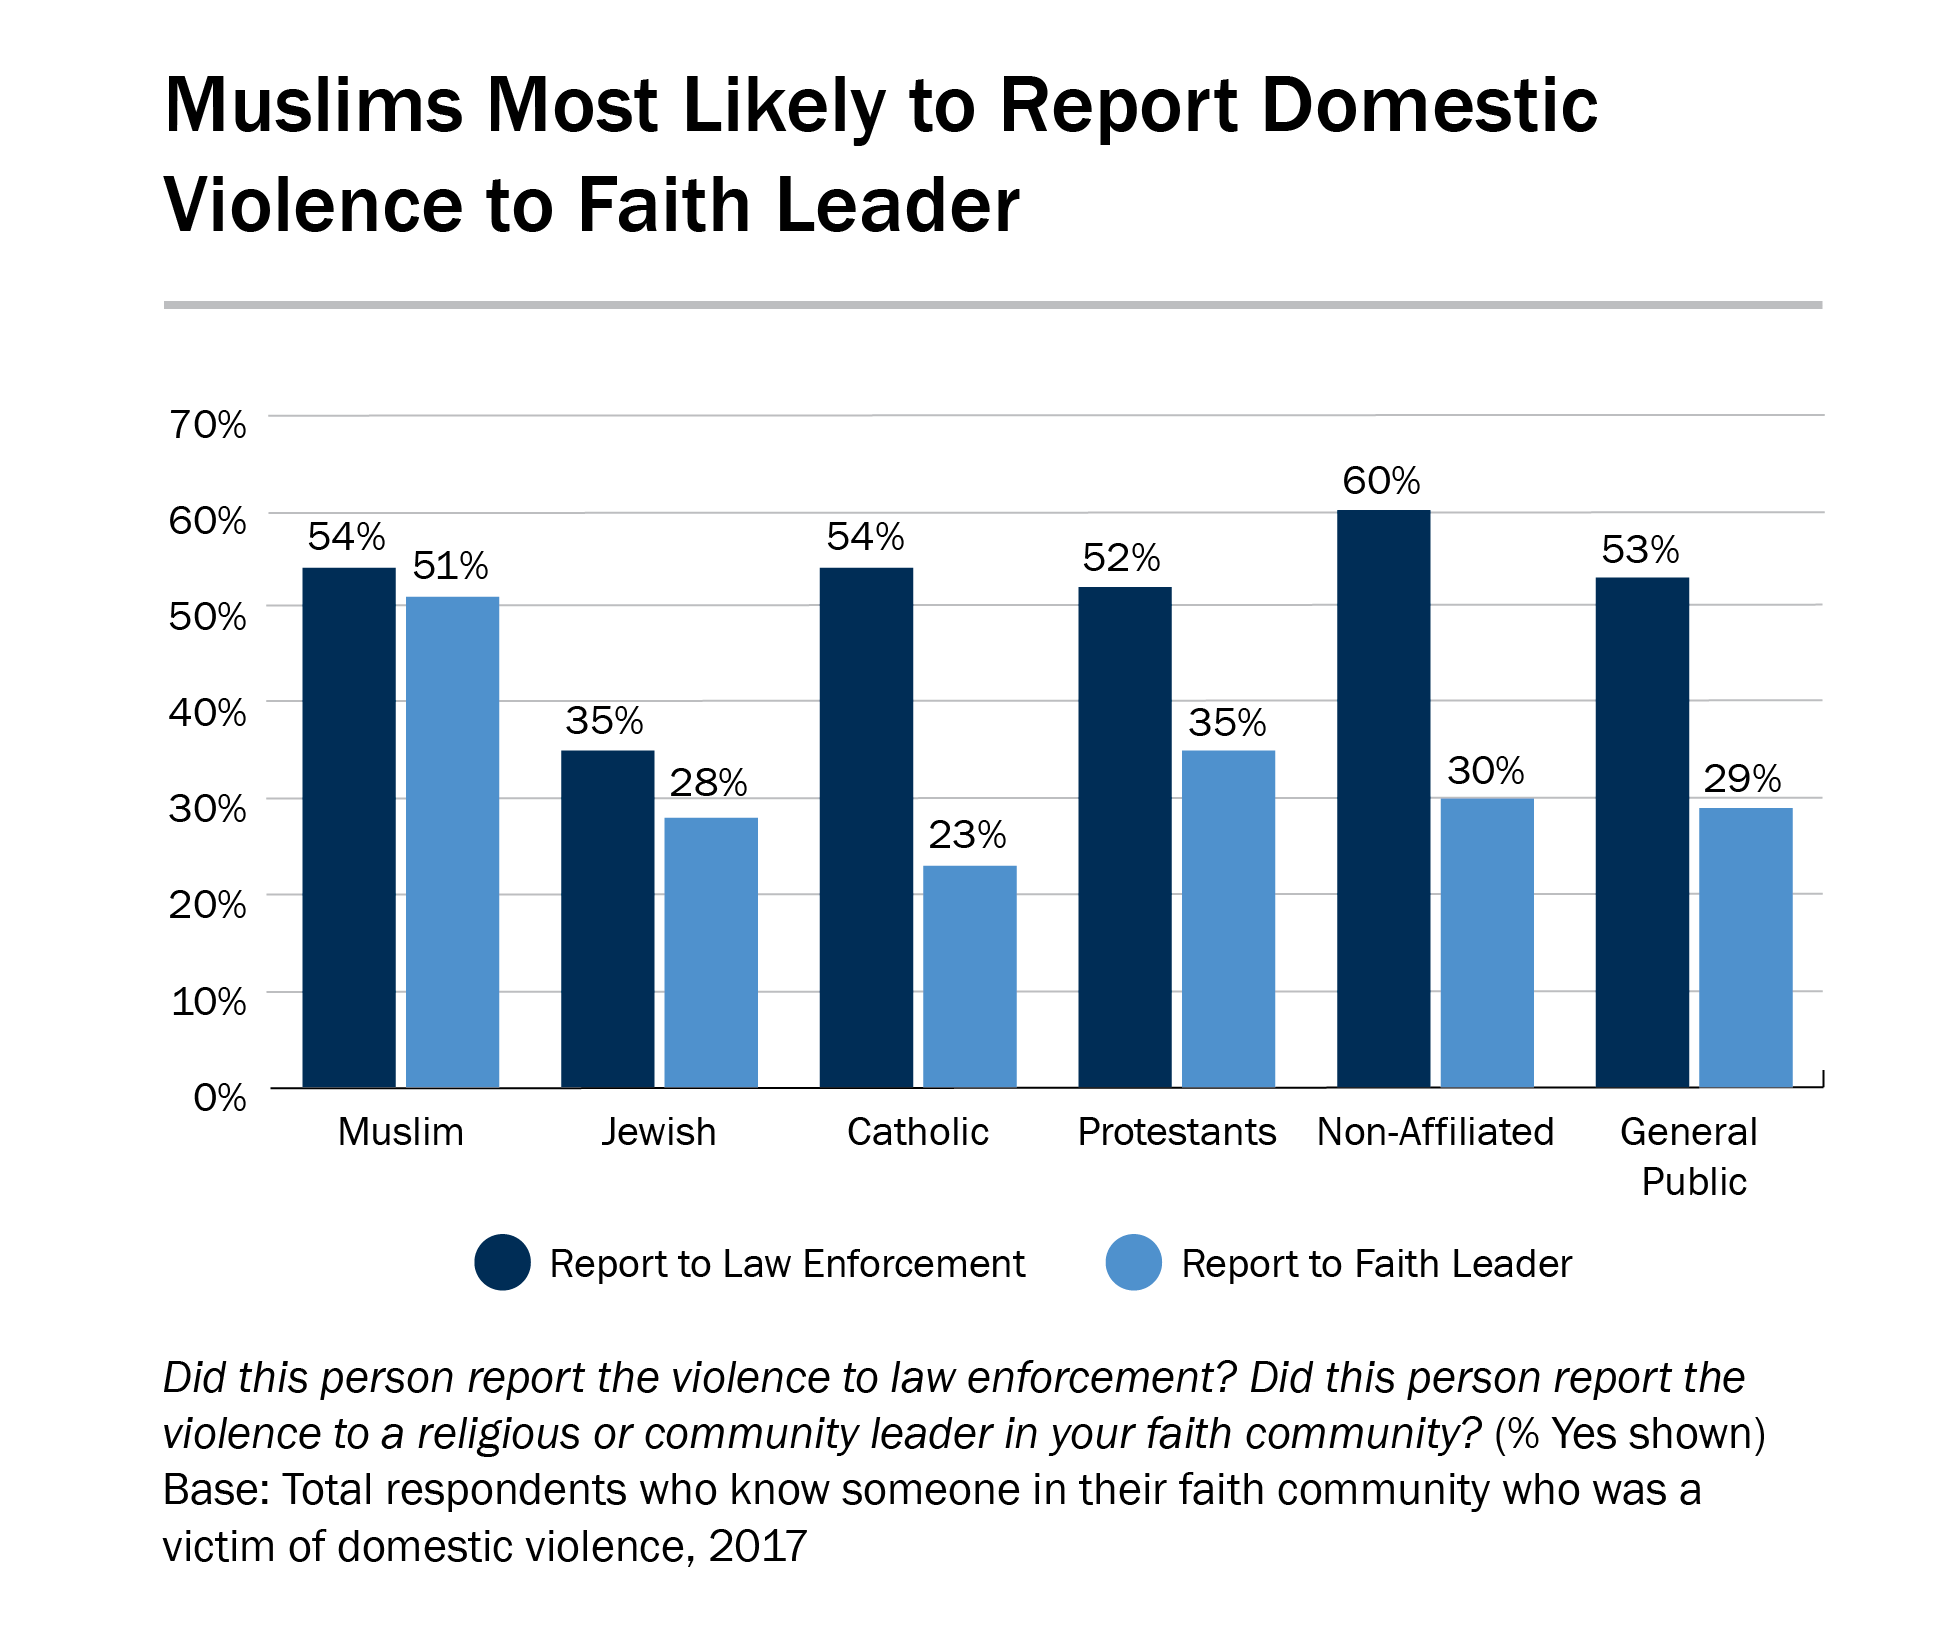 Muslims Most Likely to Report Domestic
Violence to Faith Leader
70%
60%
50%
40%
30%
20%
10%
0%
54%
51%
35%
28%
54%
23%
52%
35%
60%
30%
53%
29%
Muslim
Jewish
Catholic
Protestants
Non-Affiliated
General
Public
Report to Law Enforcement
Report to Faith Leader
Did this person report the violence to law enforcement? Did this person report the
violence to a religious or community leader in your faith community? (% Yes shown)
Base: Total respondents who know someone in their faith community who was a
victim of domestic violence, 2017